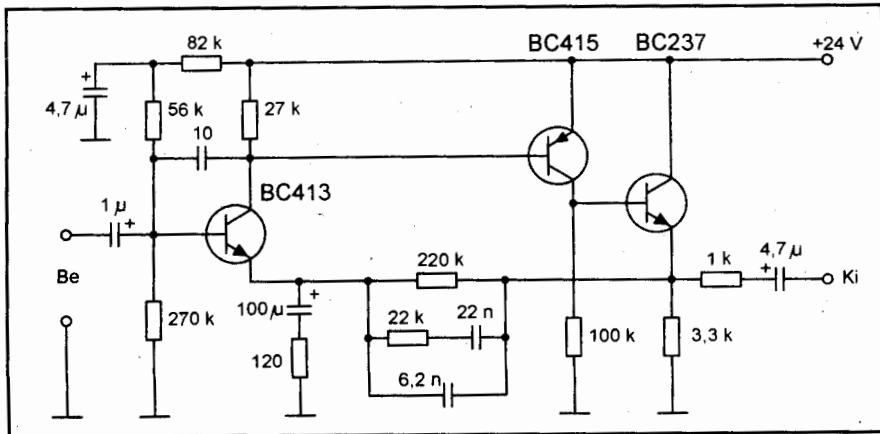 82 k
BC415
BC237
+24 V
4,7 µ
56 k
27 k
10
BC413
1 µ
220 k
1 k
4,7 µ
Be
Ki
100 µ
22 k
22 n
270 k
120
100 k
3,3 k
6,2 n